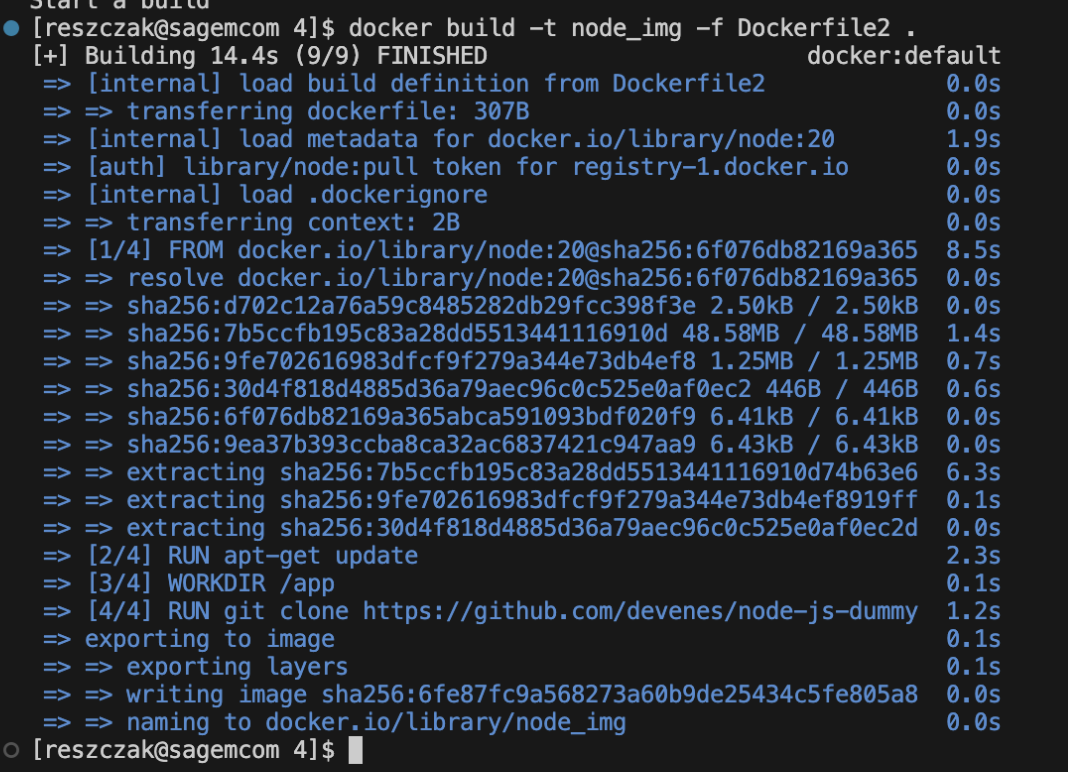 Start a build
[reszczak@sagemcom 4]$ docker build -t node_img -f Dockerfile2 .
[+] Building 14.4s (9/9) FINISHED docker:default
=> [internal] load build definition from Dockerfile2 0.0s
=> => transferring dockerfile: 307B 0.0s
=> [internal] load metadata for docker.io/library/node:20 1.9s
=> [auth] library/node:pull token for registry-1.docker.io 0.0s
=> [internal] load .dockerignore 0.0s
=> => transferring context: 2B 0.0s
=> [1/4] FROM docker.io/library/node:20@sha256:6f076db82169a365 8.5s
=> => resolve docker.io/library/node:20@sha256:6f076db82169a365 0.0s
=> => sha256:d702c12a76a59c8485282db29fcc398f3e 2.50kB / 2.50kB 0.0s
=> => sha256:7b5ccfb195c83a28dd5513441116910d 48.58MB / 48.58MB 1.4s
=> => sha256:9fe702616983dfcf9f279a344e73db4ef8 1.25MB / 1.25MB 0.7s
=> => sha256:30d4f818d4885d36a79aec96c0c525e0af0ec2 446B / 446B 0.6s
=> => sha256:6f076db82169a365abca591093bdf020f9 6.41kB / 6.41kB 0.0s
=> => sha256:9ea37b393ccba8ca32ac6837421c947aa9 6.43kB / 6.43kB 0.0s
=> => extracting sha256:7b5ccfb195c83a28dd5513441116910d74b63e6 6.3s
=> => extracting sha256:9fe702616983dfcf9f279a344e73db4ef8919ff 0.1s
=> => extracting sha256:30d4f818d4885d36a79aec96c0c525e0af0ec2d 0.0s
=> [2/4] RUN apt-get update 2.3s
=> [3/4] WORKDIR /app 0.1s
=> [4/4] RUN git clone https://github.com/devenes/node-js-dummy 1.2s
=> exporting to image 0.1s
=> => exporting layers 0.1s
=> => writing image sha256:6fe87fc9a568273a60b9de25434c5fe805a8 0.0s
=> => naming to docker.io/library/node_img 0.0s
[reszczak@sagemcom 4]$